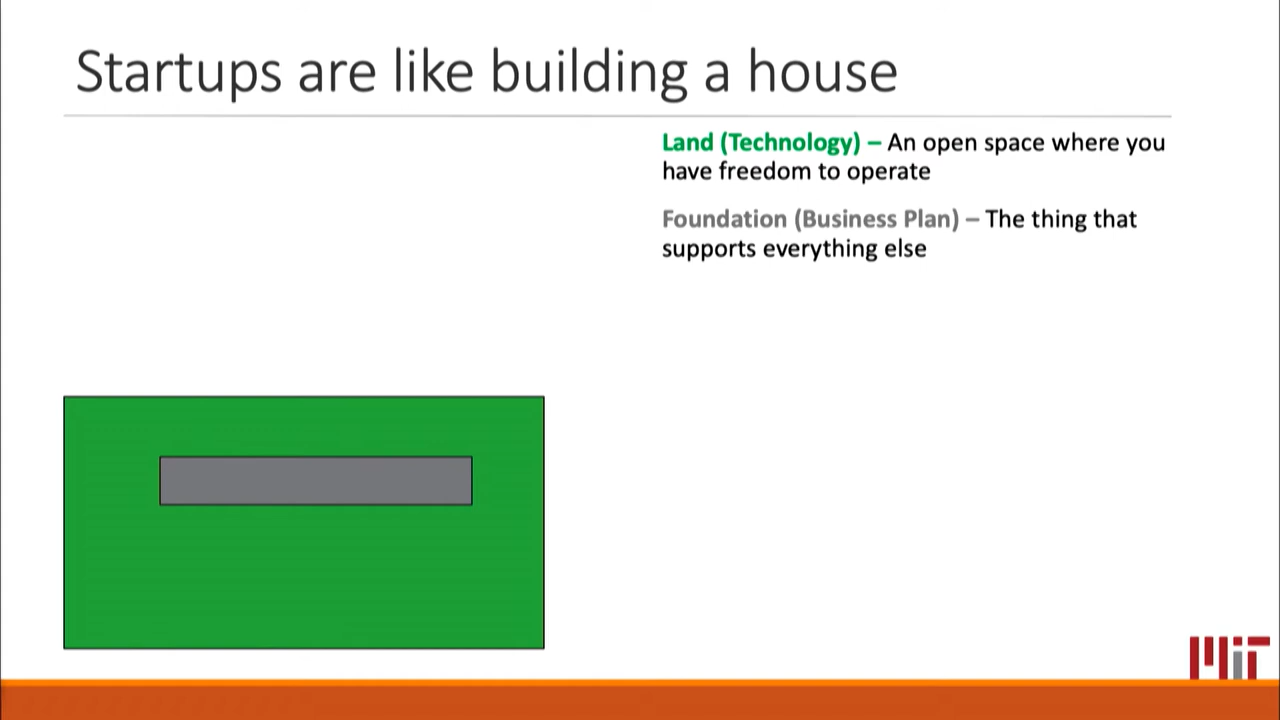 Startups are like building a house
Land (Technology) – An open space where you
have freedom to operate
Foundation (Business Plan) – The thing that
supports everything else
MIT